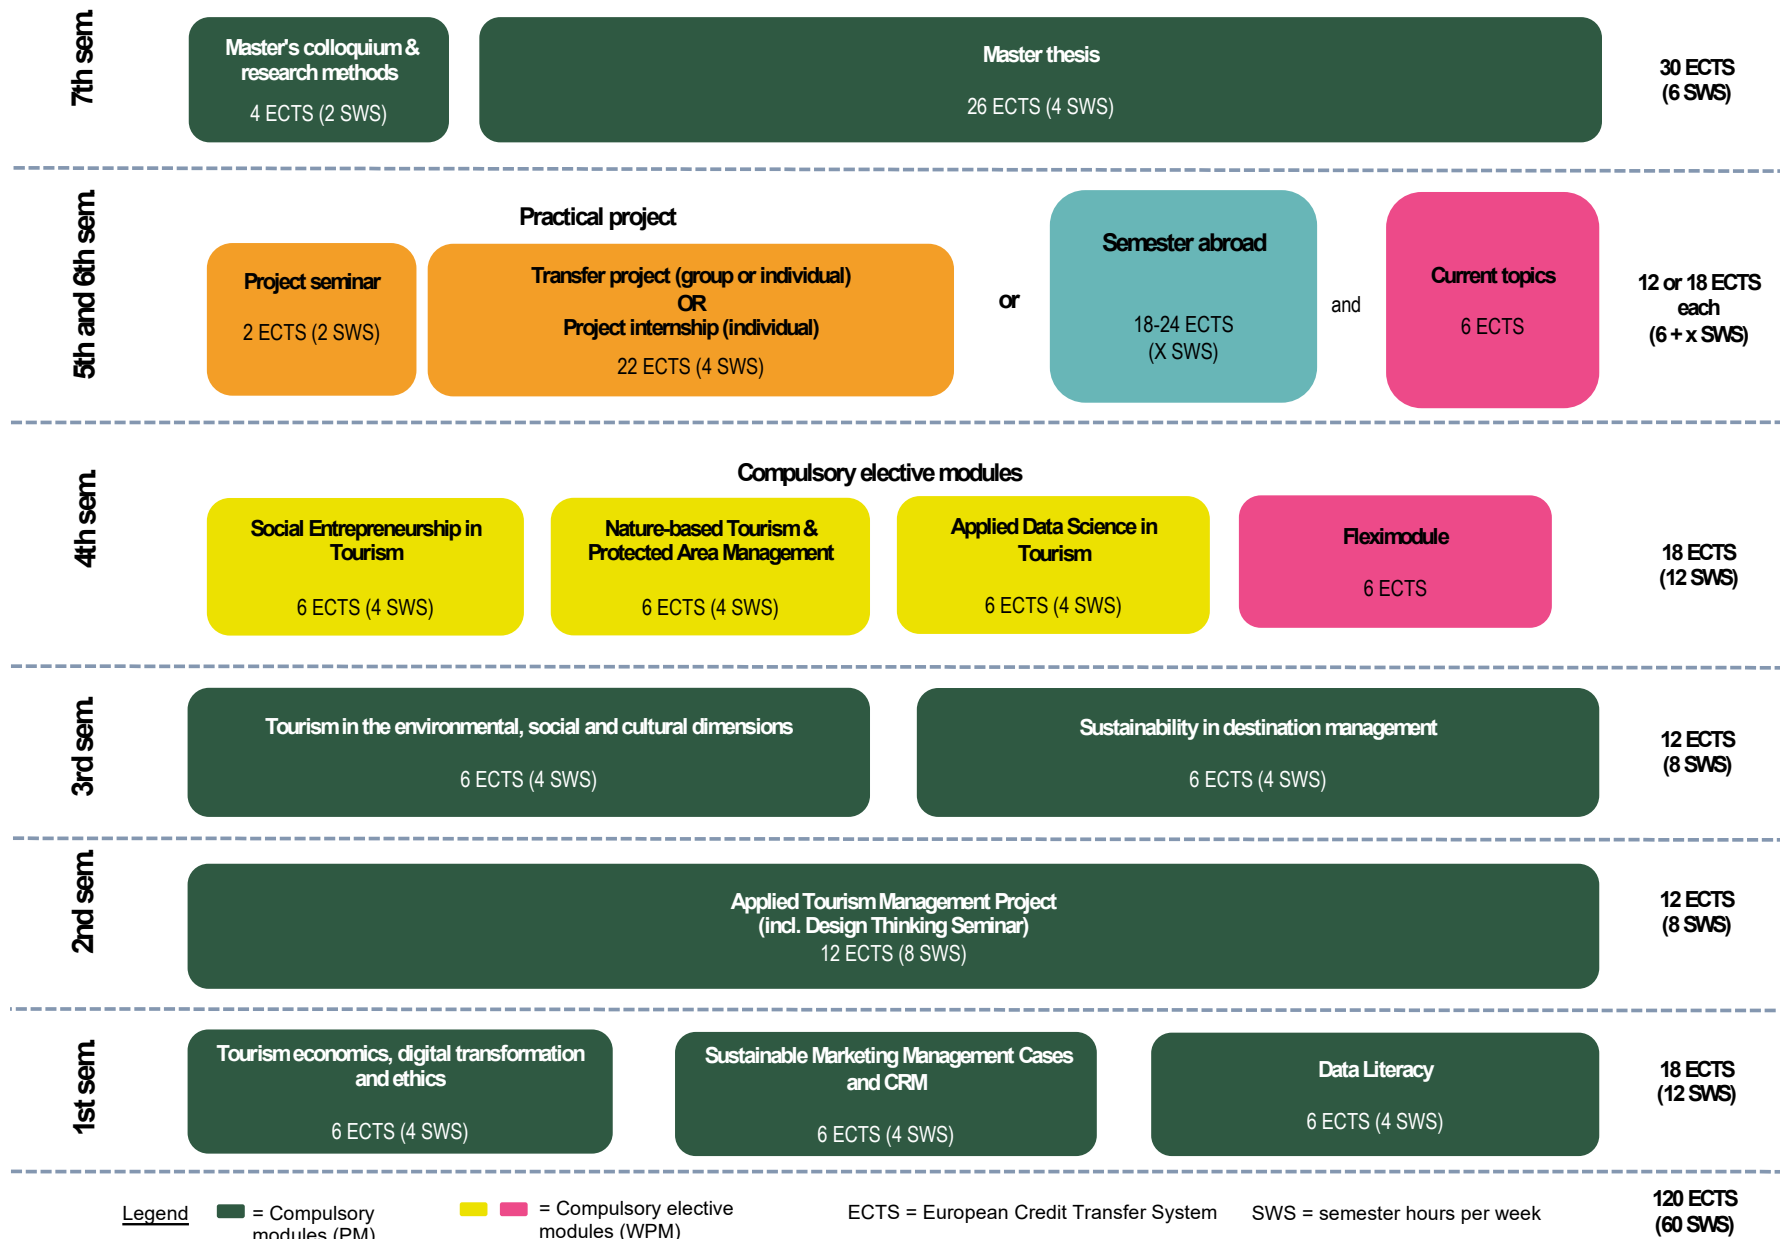 7th sem.
Master's colloquium &
research methods
4 ECTS (2 SWS)
Master thesis
26 ECTS (4 SWS)
30 ECTS
(6 SWS)
5th and 6th sem.
Practical project
Project seminar
2 ECTS (2 SWS)
Transfer project (group or individual)
OR
Project internship (individual)
22 ECTS (4 SWS)
or
Semester abroad
18-24 ECTS
(X SWS)
and
Current topics
6 ECTS
12 or 18 ECTS
each
(6 + x SWS)
4th sem.
Compulsory elective modules
Social Entrepreneurship in
Tourism
6 ECTS (4 SWS)
Nature-based Tourism &
Protected Area Management
6 ECTS (4 SWS)
Applied Data Science in
Tourism
6 ECTS (4 SWS)
Fleximodule
6 ECTS
18 ECTS
(12 SWS)
3rd sem.
Tourism in the environmental, social and cultural dimensions
6 ECTS (4 SWS)
Sustainability in destination management
6 ECTS (4 SWS)
12 ECTS
(8 SWS)
2nd sem.
Applied Tourism Management Project
(incl. Design Thinking Seminar)
12 ECTS (8 SWS)
12 ECTS
(8 SWS)
1st sem.
Tourism economics, digital transformation
and ethics
6 ECTS (4 SWS)
Sustainable Marketing Management Cases
and CRM
6 ECTS (4 SWS)
Data Literacy
6 ECTS (4 SWS)
18 ECTS
(12 SWS)
Legend
= Compulsory
modules (PM)
= Compulsory elective
modules (WPM)
ECTS = European Credit Transfer System
SWS = semester hours per week
120 ECTS
(60 SWS)